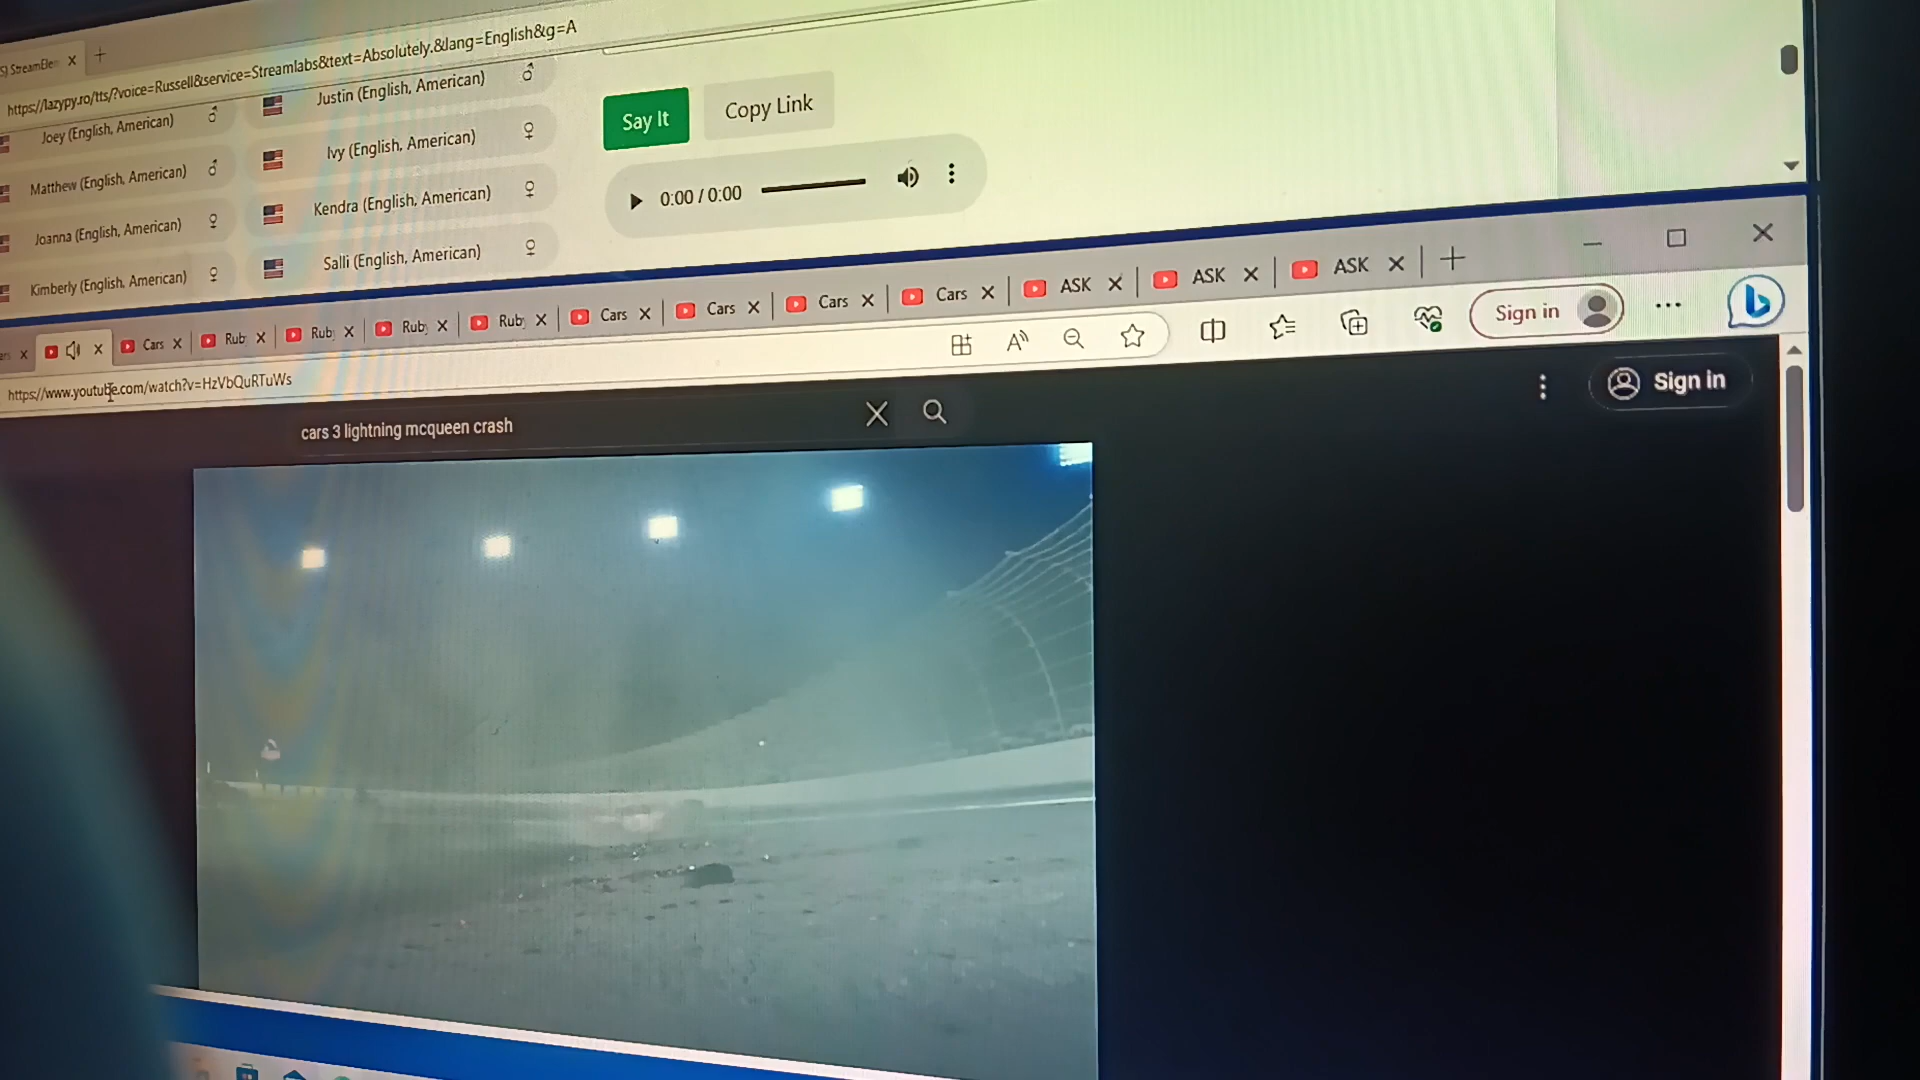 S) StreamEle
https://lazypy.ro/tts/?voice=Russell&service=Streamlabs&text=Absolutely.&lang=English&g=A
Joey (English, American)
Matthew (English, American)
Joanna (English, American)
Kimberly (English, American)
Justin (English, American)
Ivy (English, American)
Kendra (English, American)
Salli (English, American)
Say It
Copy Link
0:00 / 0:00
Cars Rub Rub Rub Rub Cars Cars Cars Cars ASK ASK ASK
Sign in
https://www.youtube.com/watch?v=HzVbQuRTuWs
Sign in
cars 3 lightning mcqueen crash